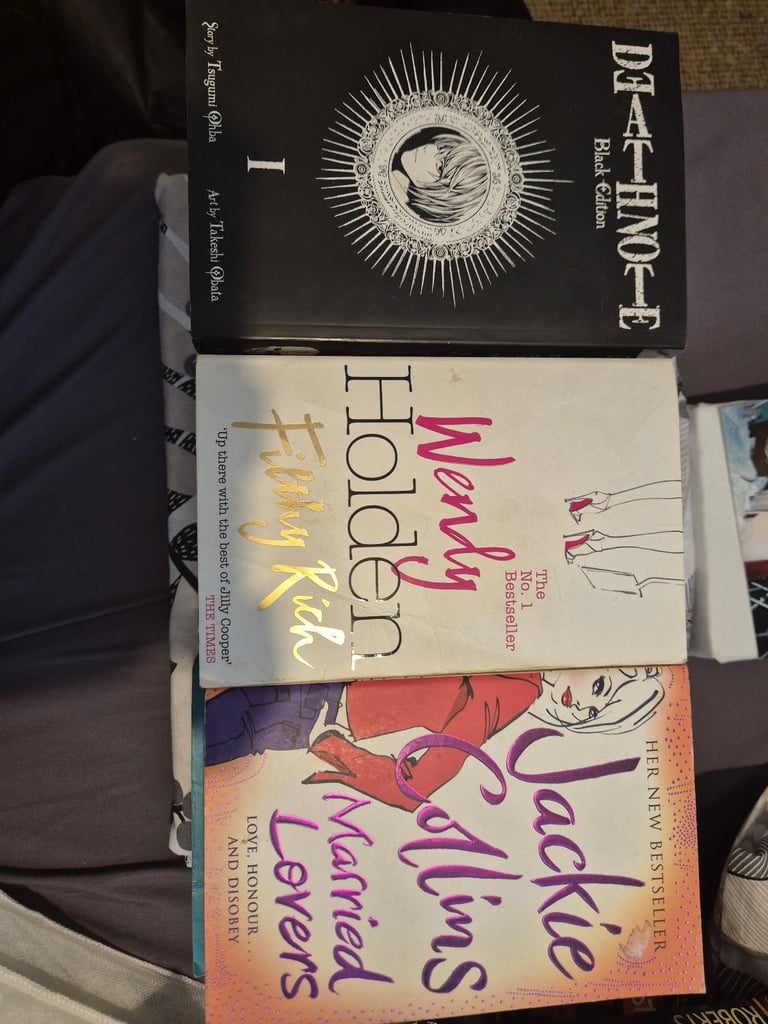 DEATH NOTE
Black Edition
1
Story by Tsugumi Ohba
Art by Takeshi Obata
The
No. 1
Bestseller
Wendy
Holden
Filthy Rich
'Up there with the best of Jilly Cooper'
THE TIMES
HER NEW BESTSELLER
Jackie
Collins
Married
Lovers
LOVE, HONOUR...
AND DISOBEY
ROBERTS